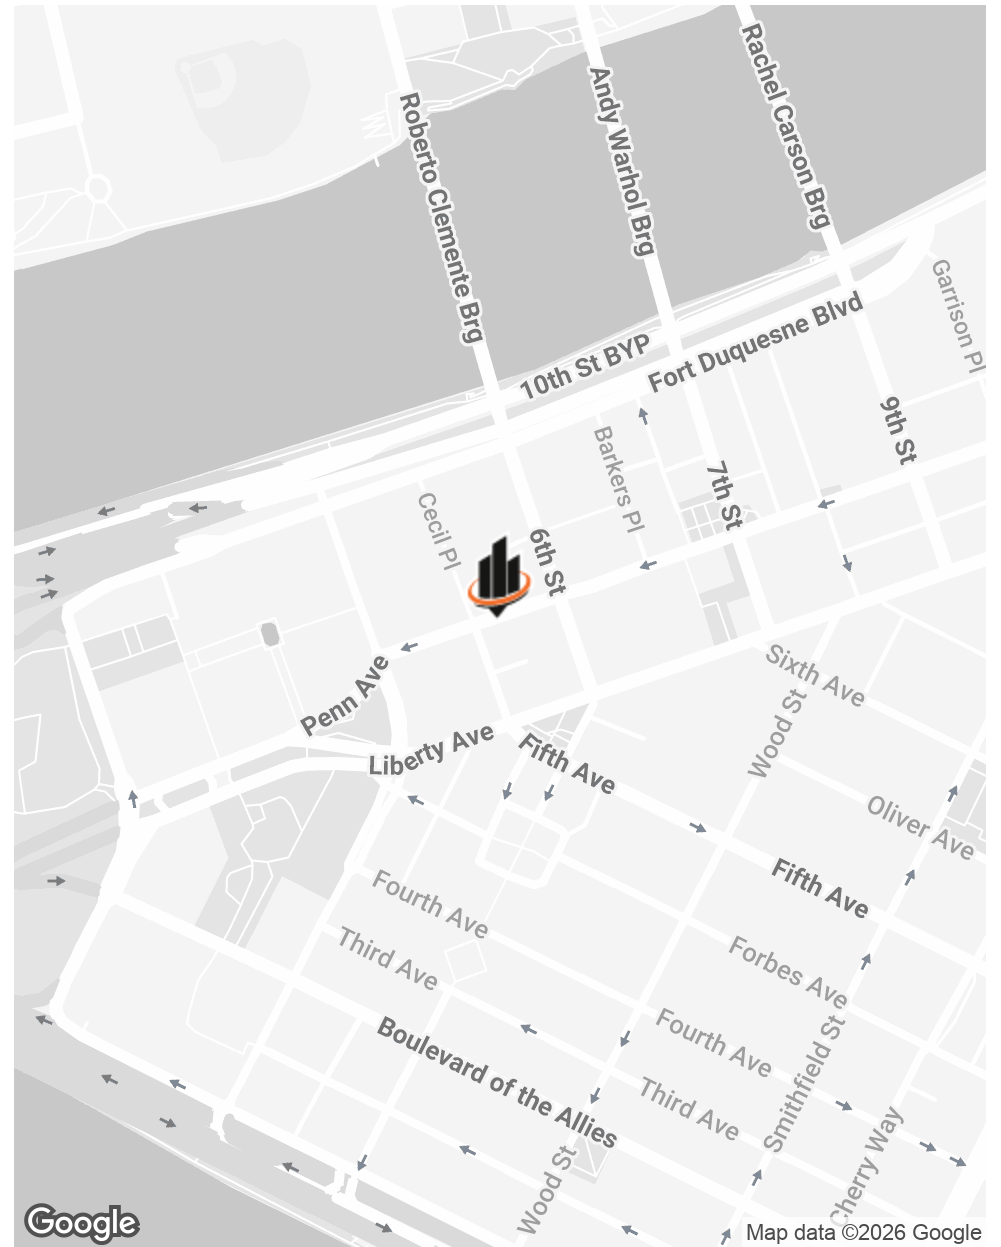 Rachel Carson Brg
Andy Warhol Brg
Roberto Clemente Brg
Garrison Pl
10th St BYP
Fort Duquesne Blvd
9th St
Barkers Pl
7th St
Cecil Pl
6th St
Penn Ave
Sixth Ave
Wood St
Liberty Ave
Fifth Ave
Oliver Ave
Fifth Ave
Fourth Ave
Third Ave
Forbes Ave
Fourth Ave
Smithfield St
Boulevard of the Allies
Third Ave
Cherry Way
Wood St
Google
Map data ©2026 Google